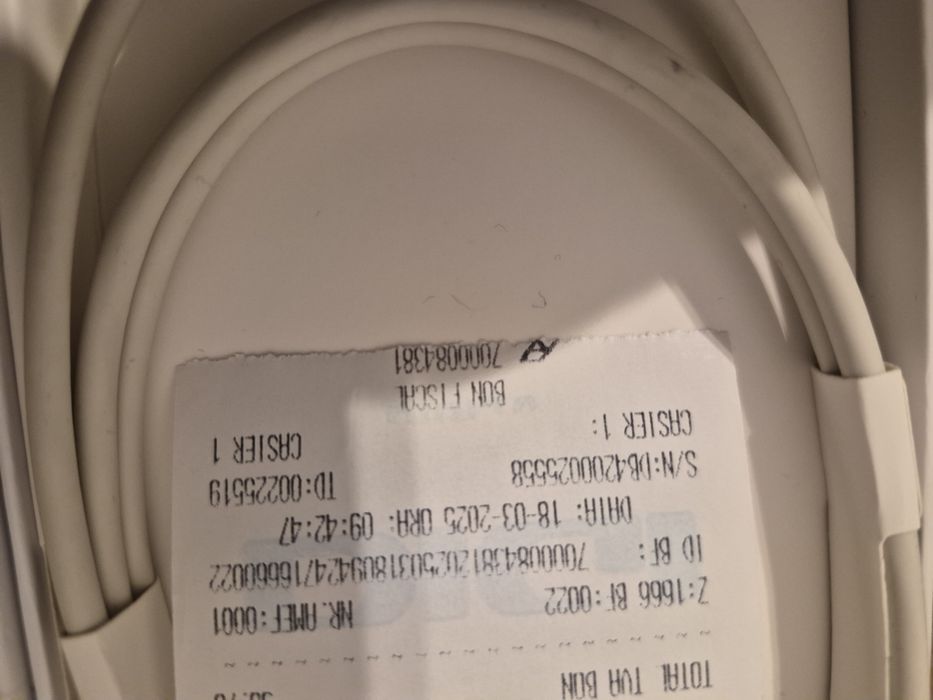 TOTAL TVA BON
Z:1666 BF:0022 NR.AMEF:0001
ID BF: 70000843812025031809424716660022
DATA: 18-03-2025 ORA: 09:42:47
S/N:DB4200025558 TD:00225519
CASIER 1: CASIER 1
BON FISCAL
7000084381